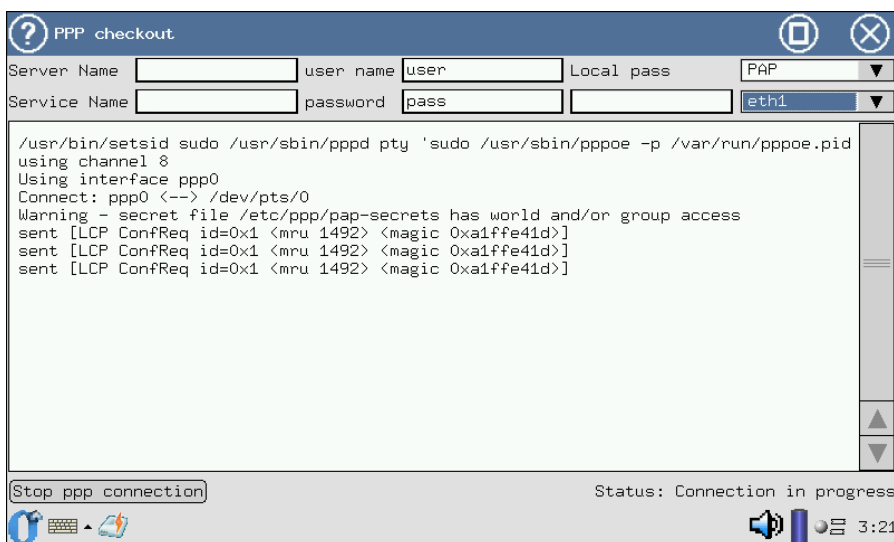 PPP checkout
Server Name user name user Local pass PAP
Service Name password pass eth1
/usr/bin/setsid sudo /usr/sbin/pppd pty 'sudo /usr/sbin/pppoe -p /var/run/pppoe.pid
using channel 8
Using interface ppp0
Connect: ppp0 <--> /dev/pts/0
Warning - secret file /etc/ppp/pap-secrets has world and/or group access
sent [LCP ConfReq id=0x1 <mru 1492> <magic 0xa1ffe41d>]
sent [LCP ConfReq id=0x1 <mru 1492> <magic 0xa1ffe41d>]
sent [LCP ConfReq id=0x1 <mru 1492> <magic 0xa1ffe41d>]
Stop ppp connection Status: Connection in progress
3:21